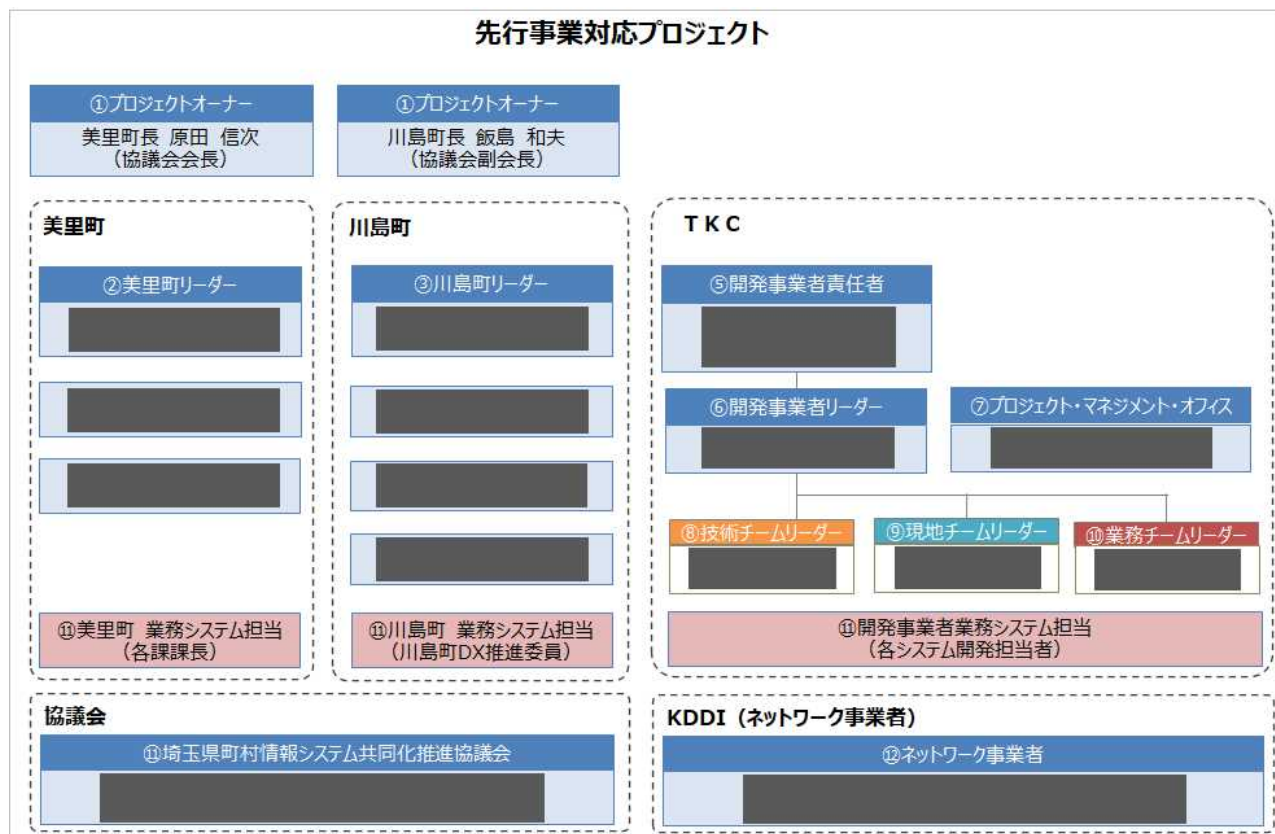 先行事業対応プロジェクト
①プロジェクトオーナー
美里町長 原田 信次
（協議会会長）
①プロジェクトオーナー
川島町長 飯島 和夫
（協議会副会長）
美里町
②美里町リーダー
⑪美里町 業務システム担当
（各課課長）
川島町
③川島町リーダー
⑪川島町 業務システム担当
（川島町DX推進委員）
ＴＫＣ
⑤開発事業者責任者
⑥開発事業者リーダー
⑦プロジェクト・マネジメント・オフィス
⑧技術チームリーダー
⑨現地チームリーダー
⑩業務チームリーダー
⑪開発事業者業務システム担当
（各システム開発担当者）
協議会
⑪埼玉県町村情報システム共同化推進協議会
KDDI（ネットワーク事業者）
⑫ネットワーク事業者